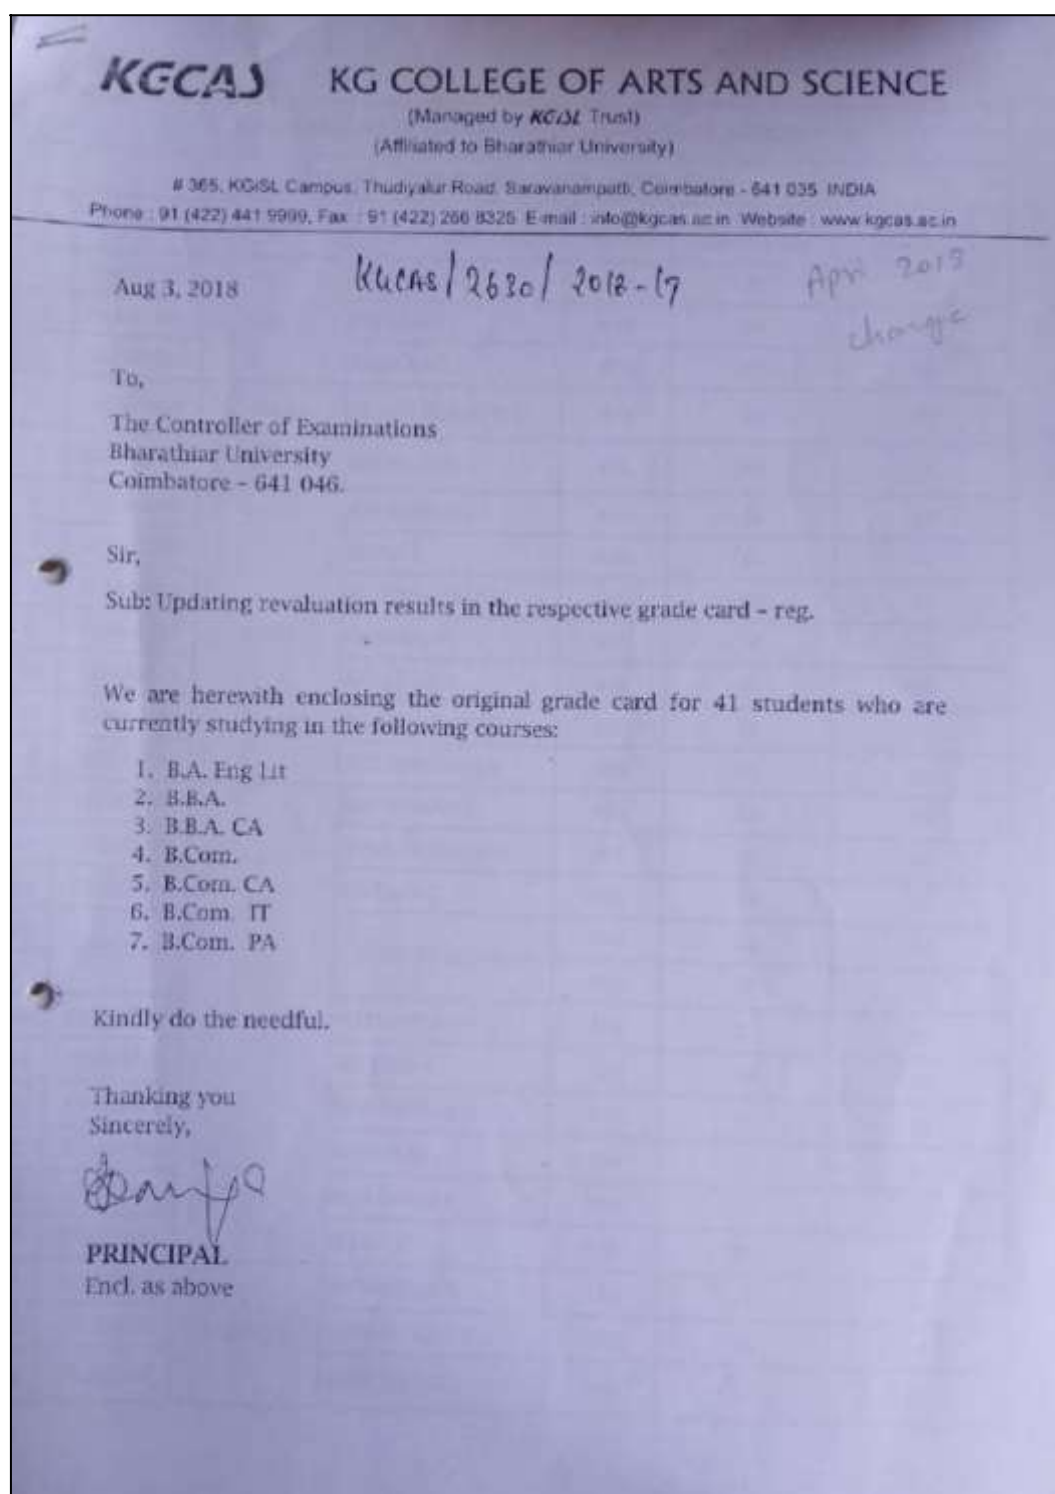 KGCAS KG COLLEGE OF ARTS AND SCIENCE
(Managed by KGiSL Trust)
(Affiliated to Bharathiar University)
# 365, KGiSL Campus, Thudiyalur Road, Saravanampatti, Coimbatore - 641 035 INDIA
Phone : 91 (422) 441 9999, Fax : 91 (422) 266 8325 E-mail : info@kgcas.ac.in Website : www.kgcas.ac.in
Aug 3, 2018 KGCAS/2630/
April
change
To,
The Controller of Examinations
Bharathiar University
Coimbatore – 641 046.
Sir,
Sub: Updating revaluation results in the respective grade card – reg.
We are herewith enclosing the original grade card for 41 students who are
currently studying in the following courses:
1. B.A. Eng Lit
2. B.B.A.
3. B.B.A. CA
4. B.Com.
5. B.Com. CA
6. B.Com. IT
7. B.Com. PA
Kindly do the needful.
Thanking you
Sincerely,
PRINCIPAL
Encl. as above